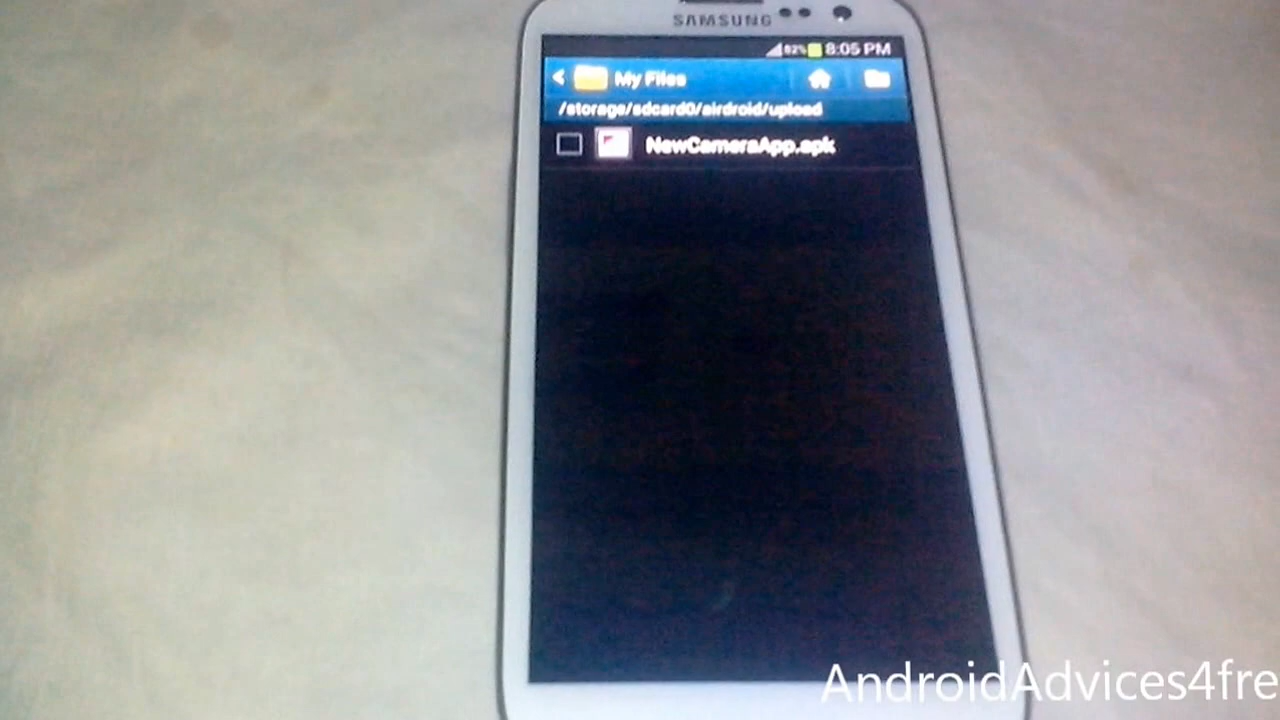 SAMSUNG
82% 8:05 PM
< My Files
/storage/sdcard0/airdroid/upload
NewCameraApp.apk
AndroidAdvices4fre